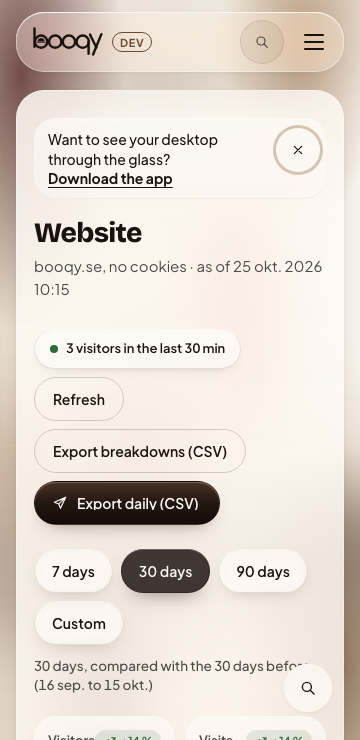 booqy DEV
Want to see your desktop
through the glass?
Download the app
Website
booqy.se, no cookies · as of 25 okt. 2026
10:15
3 visitors in the last 30 min
Refresh
Export breakdowns (CSV)
Export daily (CSV)
7 days 30 days 90 days
Custom
30 days, compared with the 30 days before
(16 sep. to 15 okt.)
Visitors Visits